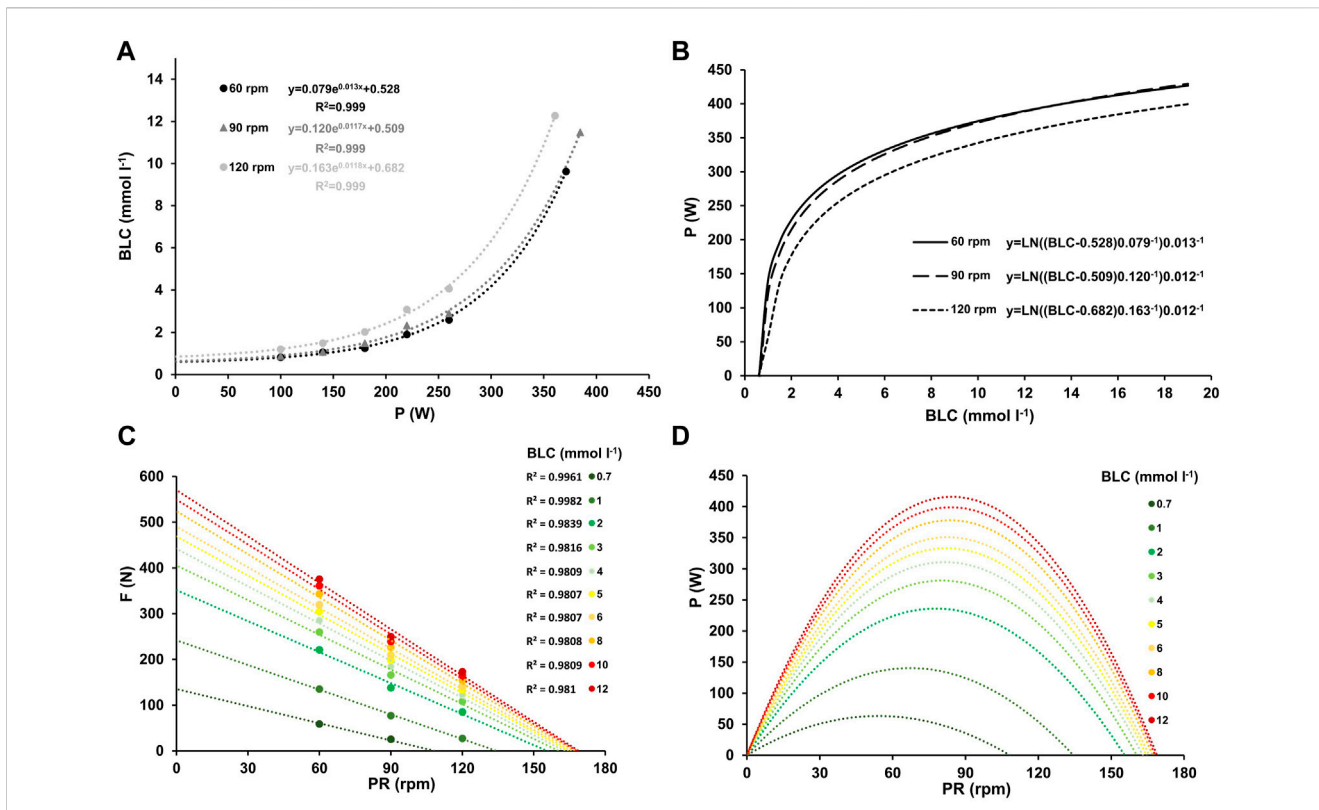 A
60 rpm y=0.079e^0.013x+0.528
R²=0.999
90 rpm y=0.120e^0.0117x+0.509
R²=0.999
120 rpm y=0.163e^0.0118x+0.682
R²=0.999
BLC (mmol l⁻¹)
14
12
10
8
6
4
2
0
0 50 100 150 200 250 300 350 400 450
P (W)
B
P (W)
450
400
350
300
250
200
150
100
50
0
60 rpm y=LN((BLC-0.528)0.079⁻¹)0.013⁻¹
90 rpm y=LN((BLC-0.509)0.120⁻¹)0.012⁻¹
120 rpm y=LN((BLC-0.682)0.163⁻¹)0.012⁻¹
0 2 4 6 8 10 12 14 16 18 20
BLC (mmol l⁻¹)
C
F (N)
600
500
400
300
200
100
0
BLC (mmol l⁻¹)
R² = 0.9961 0.7
R² = 0.9982 1
R² = 0.9839 2
R² = 0.9816 3
R² = 0.9809 4
R² = 0.9807 5
R² = 0.9807 6
R² = 0.9808 8
R² = 0.9809 10
R² = 0.981 12
0 30 60 90 120 150 180
PR (rpm)
D
P (W)
450
400
350
300
250
200
150
100
50
0
BLC (mmol l⁻¹)
0.7
1
2
3
4
5
6
8
10
12
0 30 60 90 120 150 180
PR (rpm)